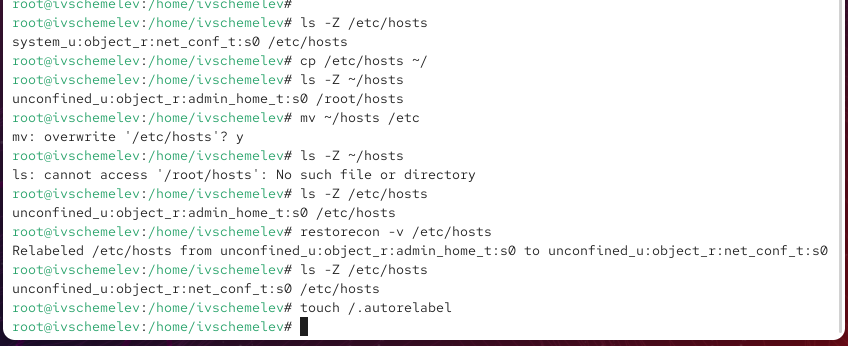 root@ivschemelev:/home/ivschemelev#
root@ivschemelev:/home/ivschemelev# ls -Z /etc/hosts
system_u:object_r:net_conf_t:s0 /etc/hosts
root@ivschemelev:/home/ivschemelev# cp /etc/hosts ~/
root@ivschemelev:/home/ivschemelev# ls -Z ~/hosts
unconfined_u:object_r:admin_home_t:s0 /root/hosts
root@ivschemelev:/home/ivschemelev# mv ~/hosts /etc
mv: overwrite '/etc/hosts'? y
root@ivschemelev:/home/ivschemelev# ls -Z ~/hosts
ls: cannot access '/root/hosts': No such file or directory
root@ivschemelev:/home/ivschemelev# ls -Z /etc/hosts
unconfined_u:object_r:admin_home_t:s0 /etc/hosts
root@ivschemelev:/home/ivschemelev# restorecon -v /etc/hosts
Relabeled /etc/hosts from unconfined_u:object_r:admin_home_t:s0 to unconfined_u:object_r:net_conf_t:s0
root@ivschemelev:/home/ivschemelev# ls -Z /etc/hosts
unconfined_u:object_r:net_conf_t:s0 /etc/hosts
root@ivschemelev:/home/ivschemelev# touch /.autorelabel
root@ivschemelev:/home/ivschemelev#